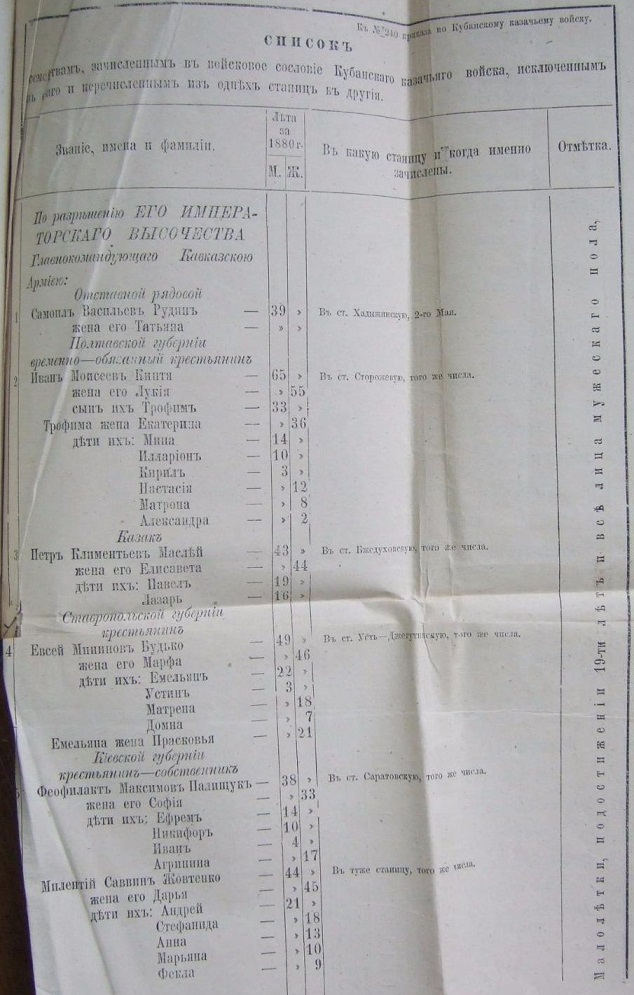 Къ № 240 приказа по Кубанскому казачьему войску.
СПИСОКЪ
семействамъ, зачисленнымъ въ войсковое сословіе Кубанскаго казачьяго войска, исключеннымъ
и перечисленнымъ изъ однѣхъ станицъ въ другія.
Званіе, имена и фамиліи.
Лѣта
за
1880 г.
М. Ж.
Въ какую станицу и когда именно
зачислены.
Отмѣтка.
По разрѣшенію ЕГО ИМПЕРА-
ТОРСКАГО ВЫСОЧЕСТВА
Главнокомандующаго Кавказскою
Арміею:
Отставной рядовой
1 Самоилъ Васильевъ Рудинъ — 39 » Въ ст. Хадыжинскую, 2-го Мая.
жена его Татьяна — » »
Полтавской губерніи
временно—обязанный крестьянинъ
2 Иванъ Моисеевъ Киптя — 65 » Въ ст. Сторожевую, того же числа.
жена его Лукія — » 55
сынъ ихъ Трофимъ — 33 »
Трофима жена Екатерина — » 36
дѣти ихъ: Мина — 14 »
Илларіонъ — 10 »
Кирилъ — 3 »
Настасія — » 12
Матрона — » 8
Александра — » 2
Казакъ
3 Петръ Климентьевъ Маслѣй — 43 » Въ ст. Бжедуховскую, того же числа.
жена его Елисавета — » 44
дѣти ихъ: Павелъ — 19 »
Лазарь — 16 »
Ставропольской губерніи
крестьянинъ
4 Евсей Мининовъ Будько — 49 » Въ ст. Усть—Джегутинскую, того же числа.
жена его Марфа — » 46
дѣти ихъ: Емельянъ — 22 »
Устинъ — 3 »
Матрена — » 18
Домна — » 7
Емельяна жена Прасковья — » 21
Кіевской губерніи
крестьянинъ—собственникъ
5 Феофилактъ Максимовъ Палищукъ — 38 » Въ ст. Саратовскую, того же числа.
жена его Софія — » 33
дѣти ихъ: Ефремъ — 14 »
Никифоръ — 10 »
Иванъ — 4 »
Агрипина — » 17
Милентій Саввинъ Жовтенко — 44 » Въ туже станицу, того же числа.
жена его Дарья — » 45
дѣти ихъ: Андрей — 21 »
Стефанида — » 18
Анна — » 13
Марьяна — » 10
Фекла — » 9
Малолѣтки, по достиженіи 19-ти лѣтъ и всѣ лица мужескаго пола,